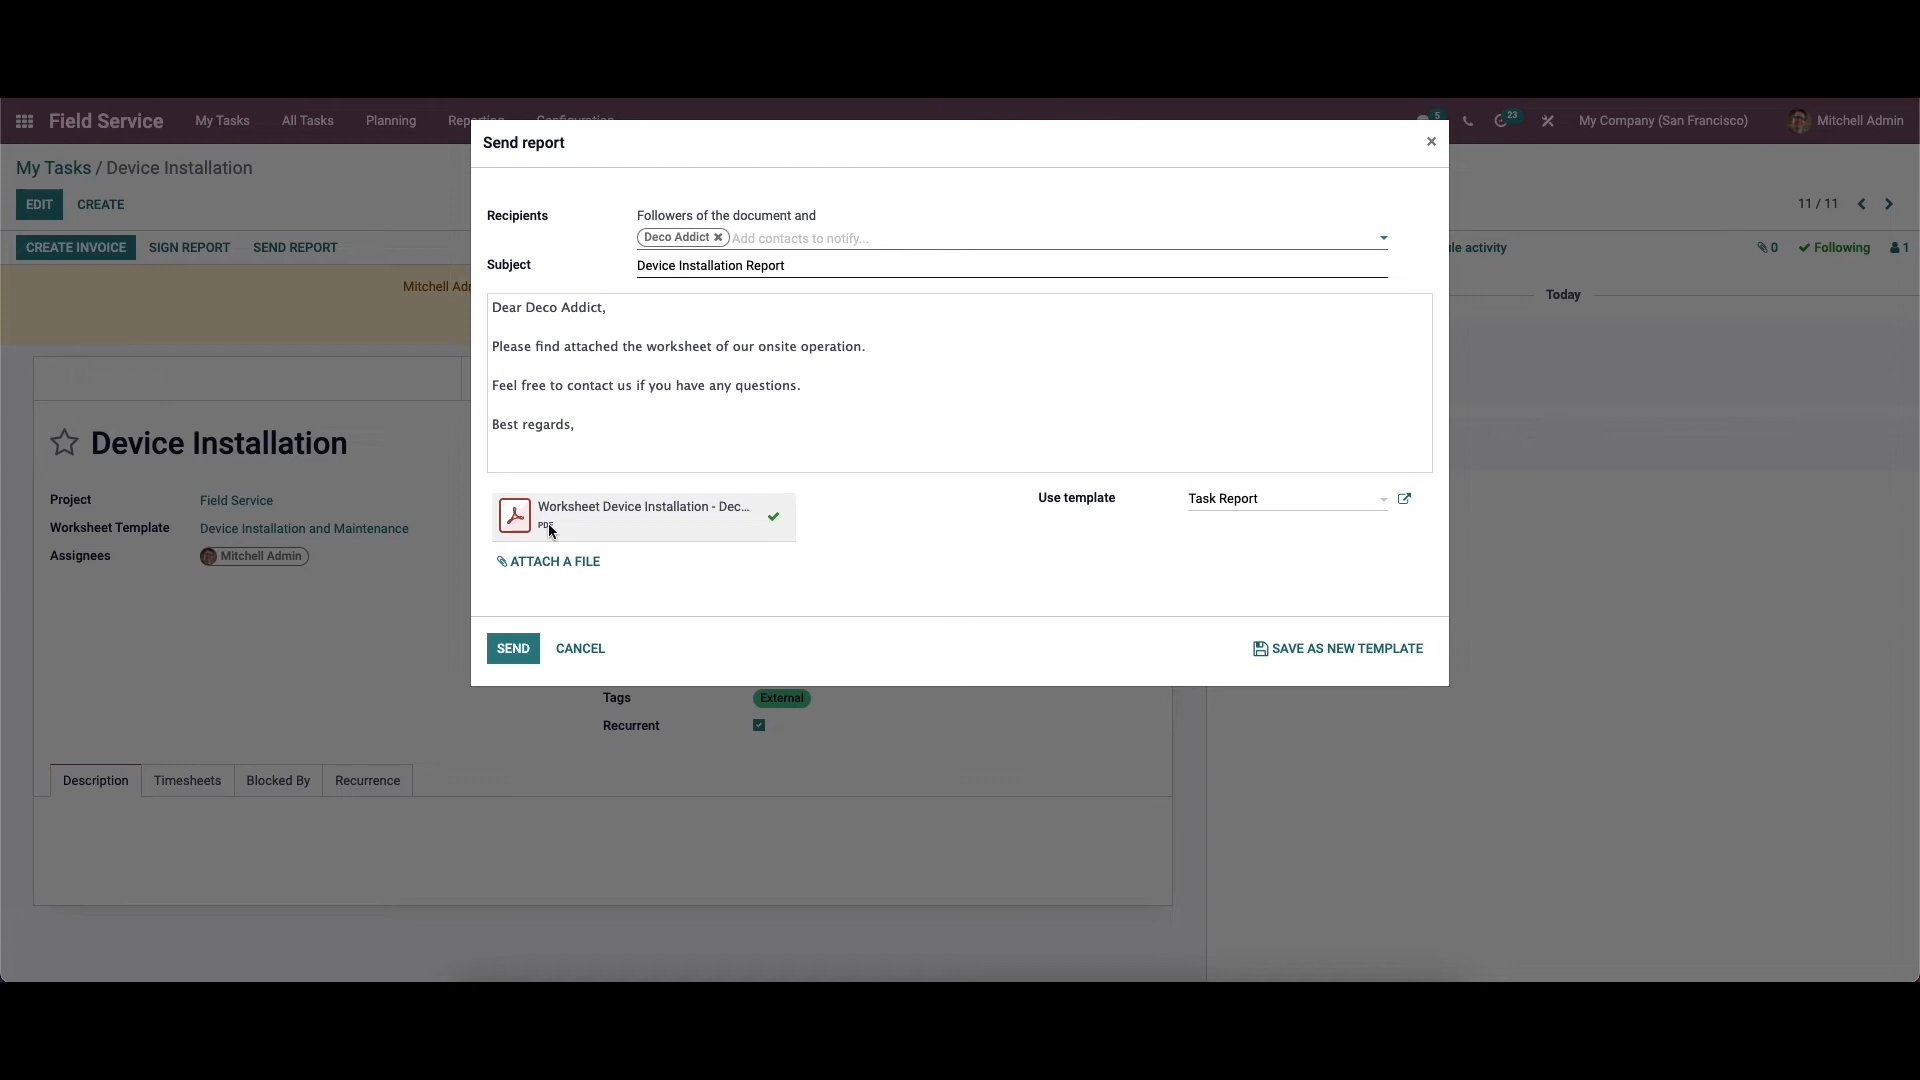 Field Service My Tasks All Tasks Planning 5 23 My Company (San Francisco) Mitchell Admin
My Tasks / Device Installation
EDIT CREATE
11 / 11
CREATE INVOICE SIGN REPORT SEND REPORT
activity 0 Following 1
Today
Send report
×
Recipients Followers of the document and
Deco Addict Add contacts to notify...
Subject Device Installation Report
Dear Deco Addict,
Please find attached the worksheet of our onsite operation.
Feel free to contact us if you have any questions.
Best regards,
Worksheet Device Installation - Dec...
PDF
Use template Task Report
ATTACH A FILE
SEND CANCEL SAVE AS NEW TEMPLATE
Mitchell
Device Installation
Project Field Service
Worksheet Template Device Installation and Maintenance
Assignees Mitchell Admin
Tags External
Recurrent
Description Timesheets Blocked By Recurrence